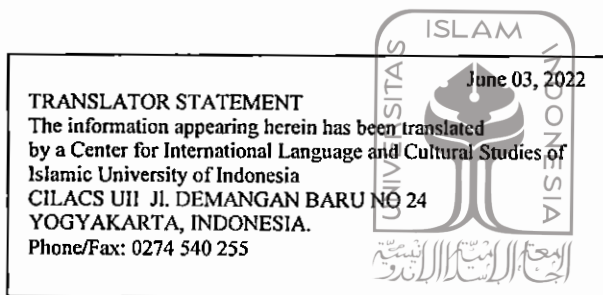 ISLAM
UNIVERSITAS
INDONESIA
June 03, 2022
TRANSLATOR STATEMENT
The information appearing herein has been translated
by a Center for International Language and Cultural Studies of
Islamic University of Indonesia
CILACS UII Jl. DEMANGAN BARU NO 24
YOGYAKARTA, INDONESIA.
Phone/Fax: 0274 540 255